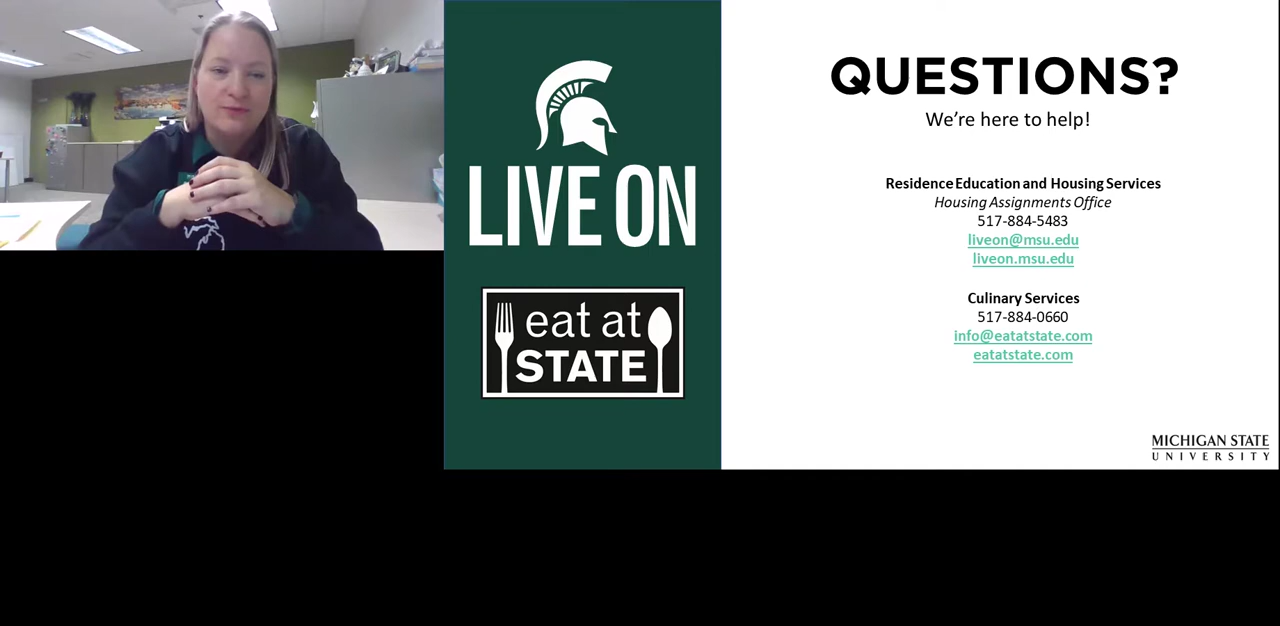 LIVE ON
eat at
STATE
QUESTIONS?
We're here to help!
Residence Education and Housing Services
Housing Assignments Office
517-884-5483
liveon@msu.edu
liveon.msu.edu
Culinary Services
517-884-0660
info@eatatstate.com
eatatstate.com
MICHIGAN STATE
UNIVERSITY